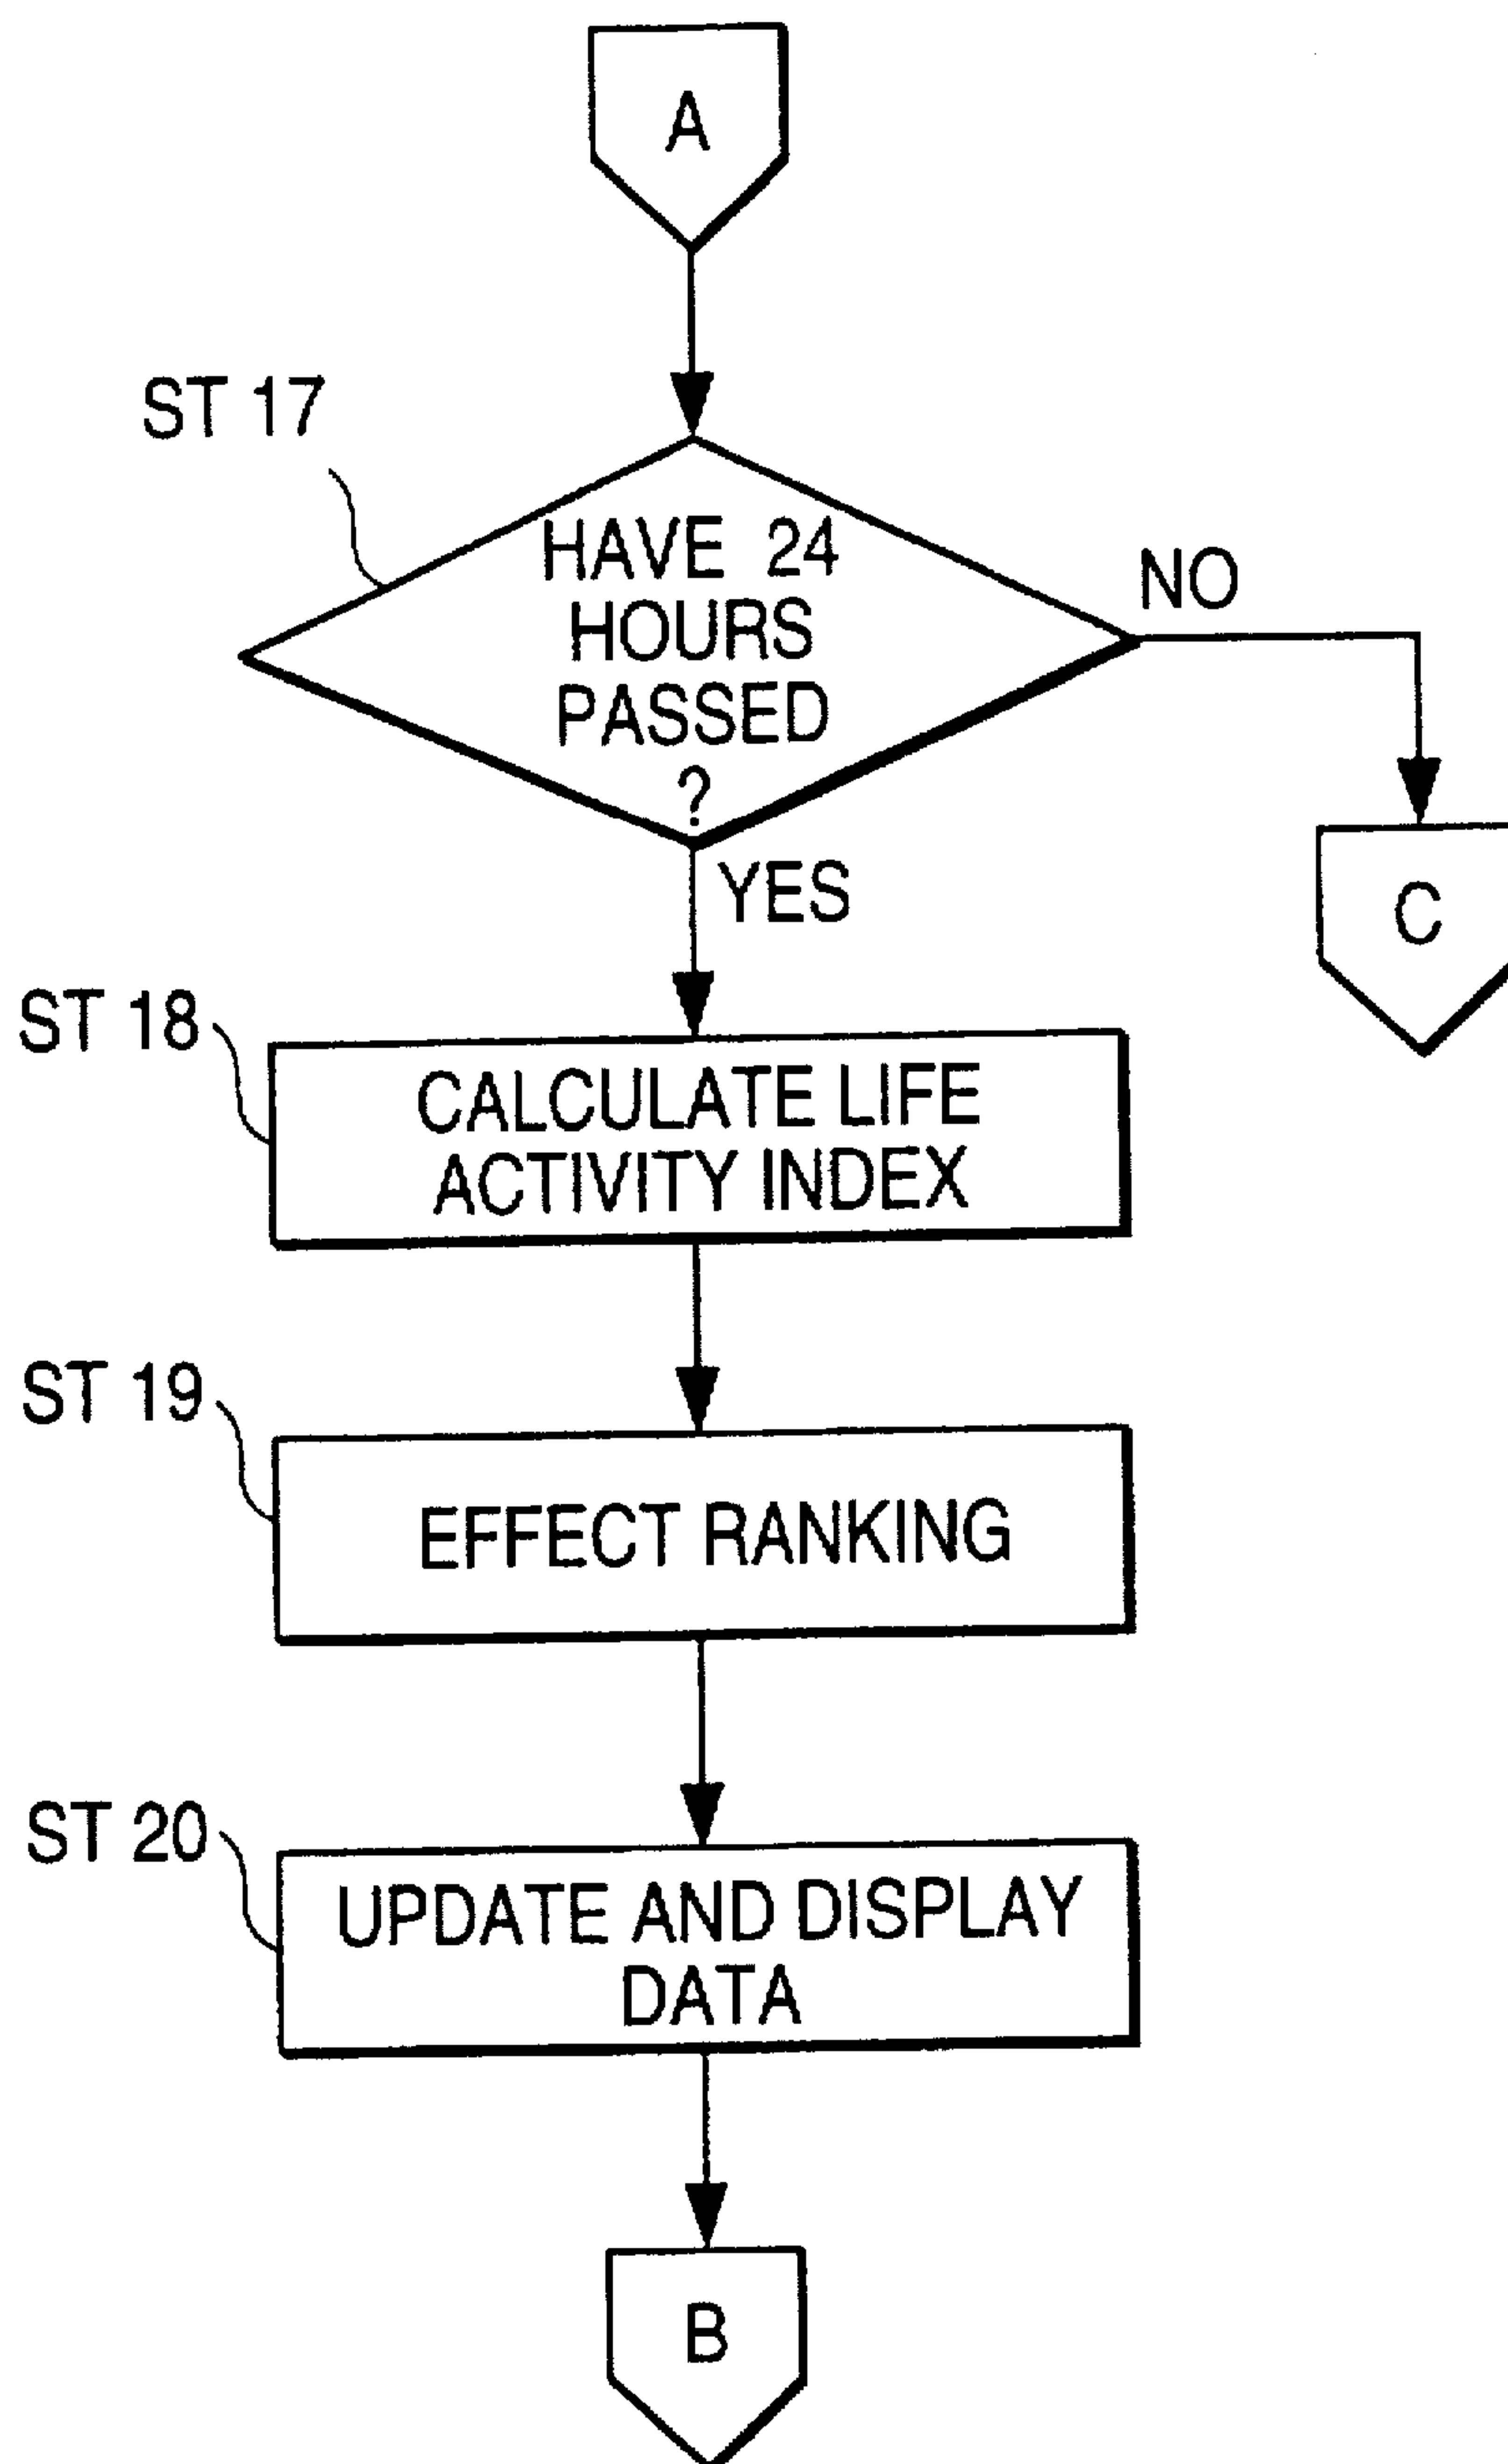 A
ST 17
HAVE 24
HOURS
PASSED
?
NO
YES
C
ST 18
CALCULATE LIFE
ACTIVITY INDEX
ST 19
EFFECT RANKING
ST 20
UPDATE AND DISPLAY
DATA
B